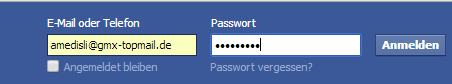 E-Mail oder Telefon Passwort
amedisli@gmx-topmail.de ••••••••• Anmelden
Angemeldet bleiben Passwort vergessen?